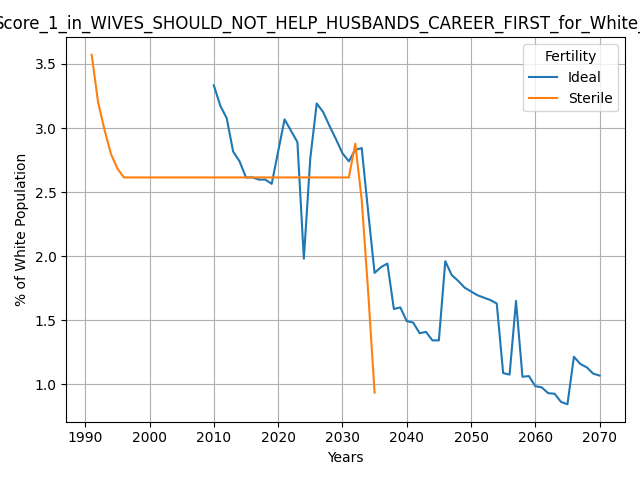 Score_1_in_WIVES_SHOULD_NOT_HELP_HUSBANDS_CAREER_FIRST_for_White_
Fertility
Ideal
Sterile
3.5
3.0
2.5
2.0
1.5
1.0
% of White Population
1990
2000
2010
2020
2030
2040
2050
2060
2070
Years